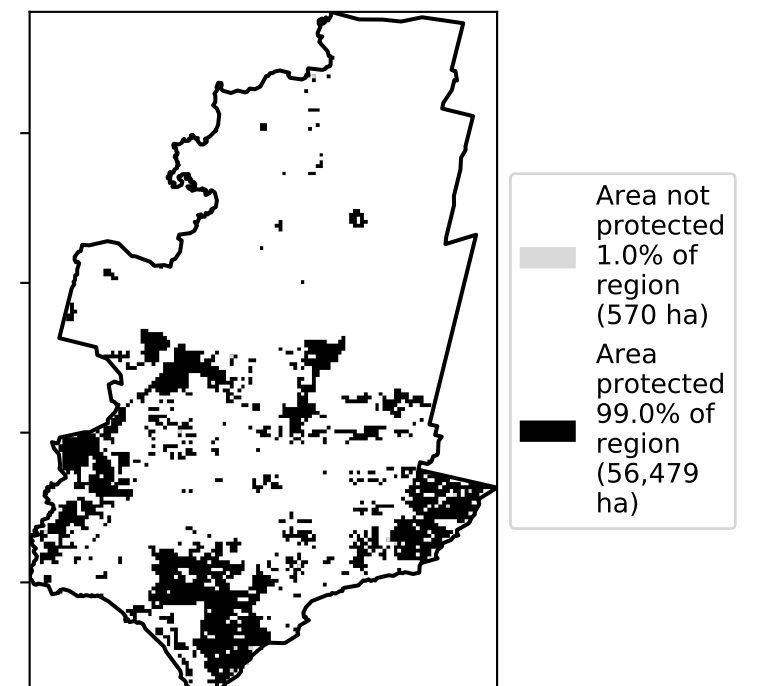 Area not
protected
1.0% of
region
(570 ha)
Area
protected
99.0% of
region
(56,479
ha)